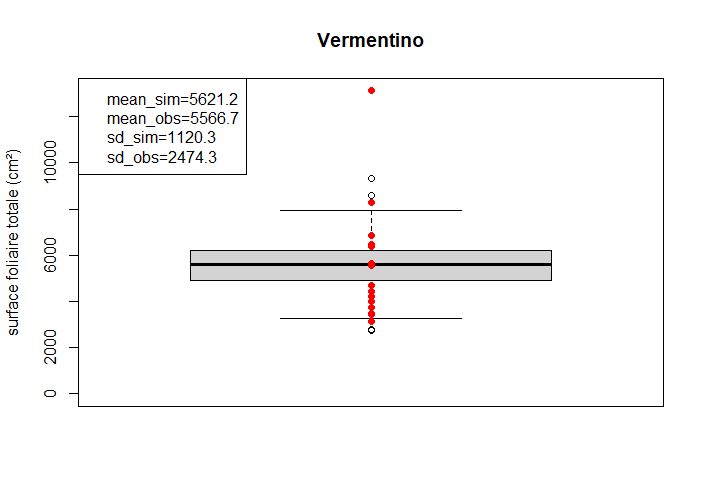 Vermentino
mean_sim=5621.2
mean_obs=5566.7
sd_sim=1120.3
sd_obs=2474.3
surface foliaire totale (cm²)
10000
6000
2000
0